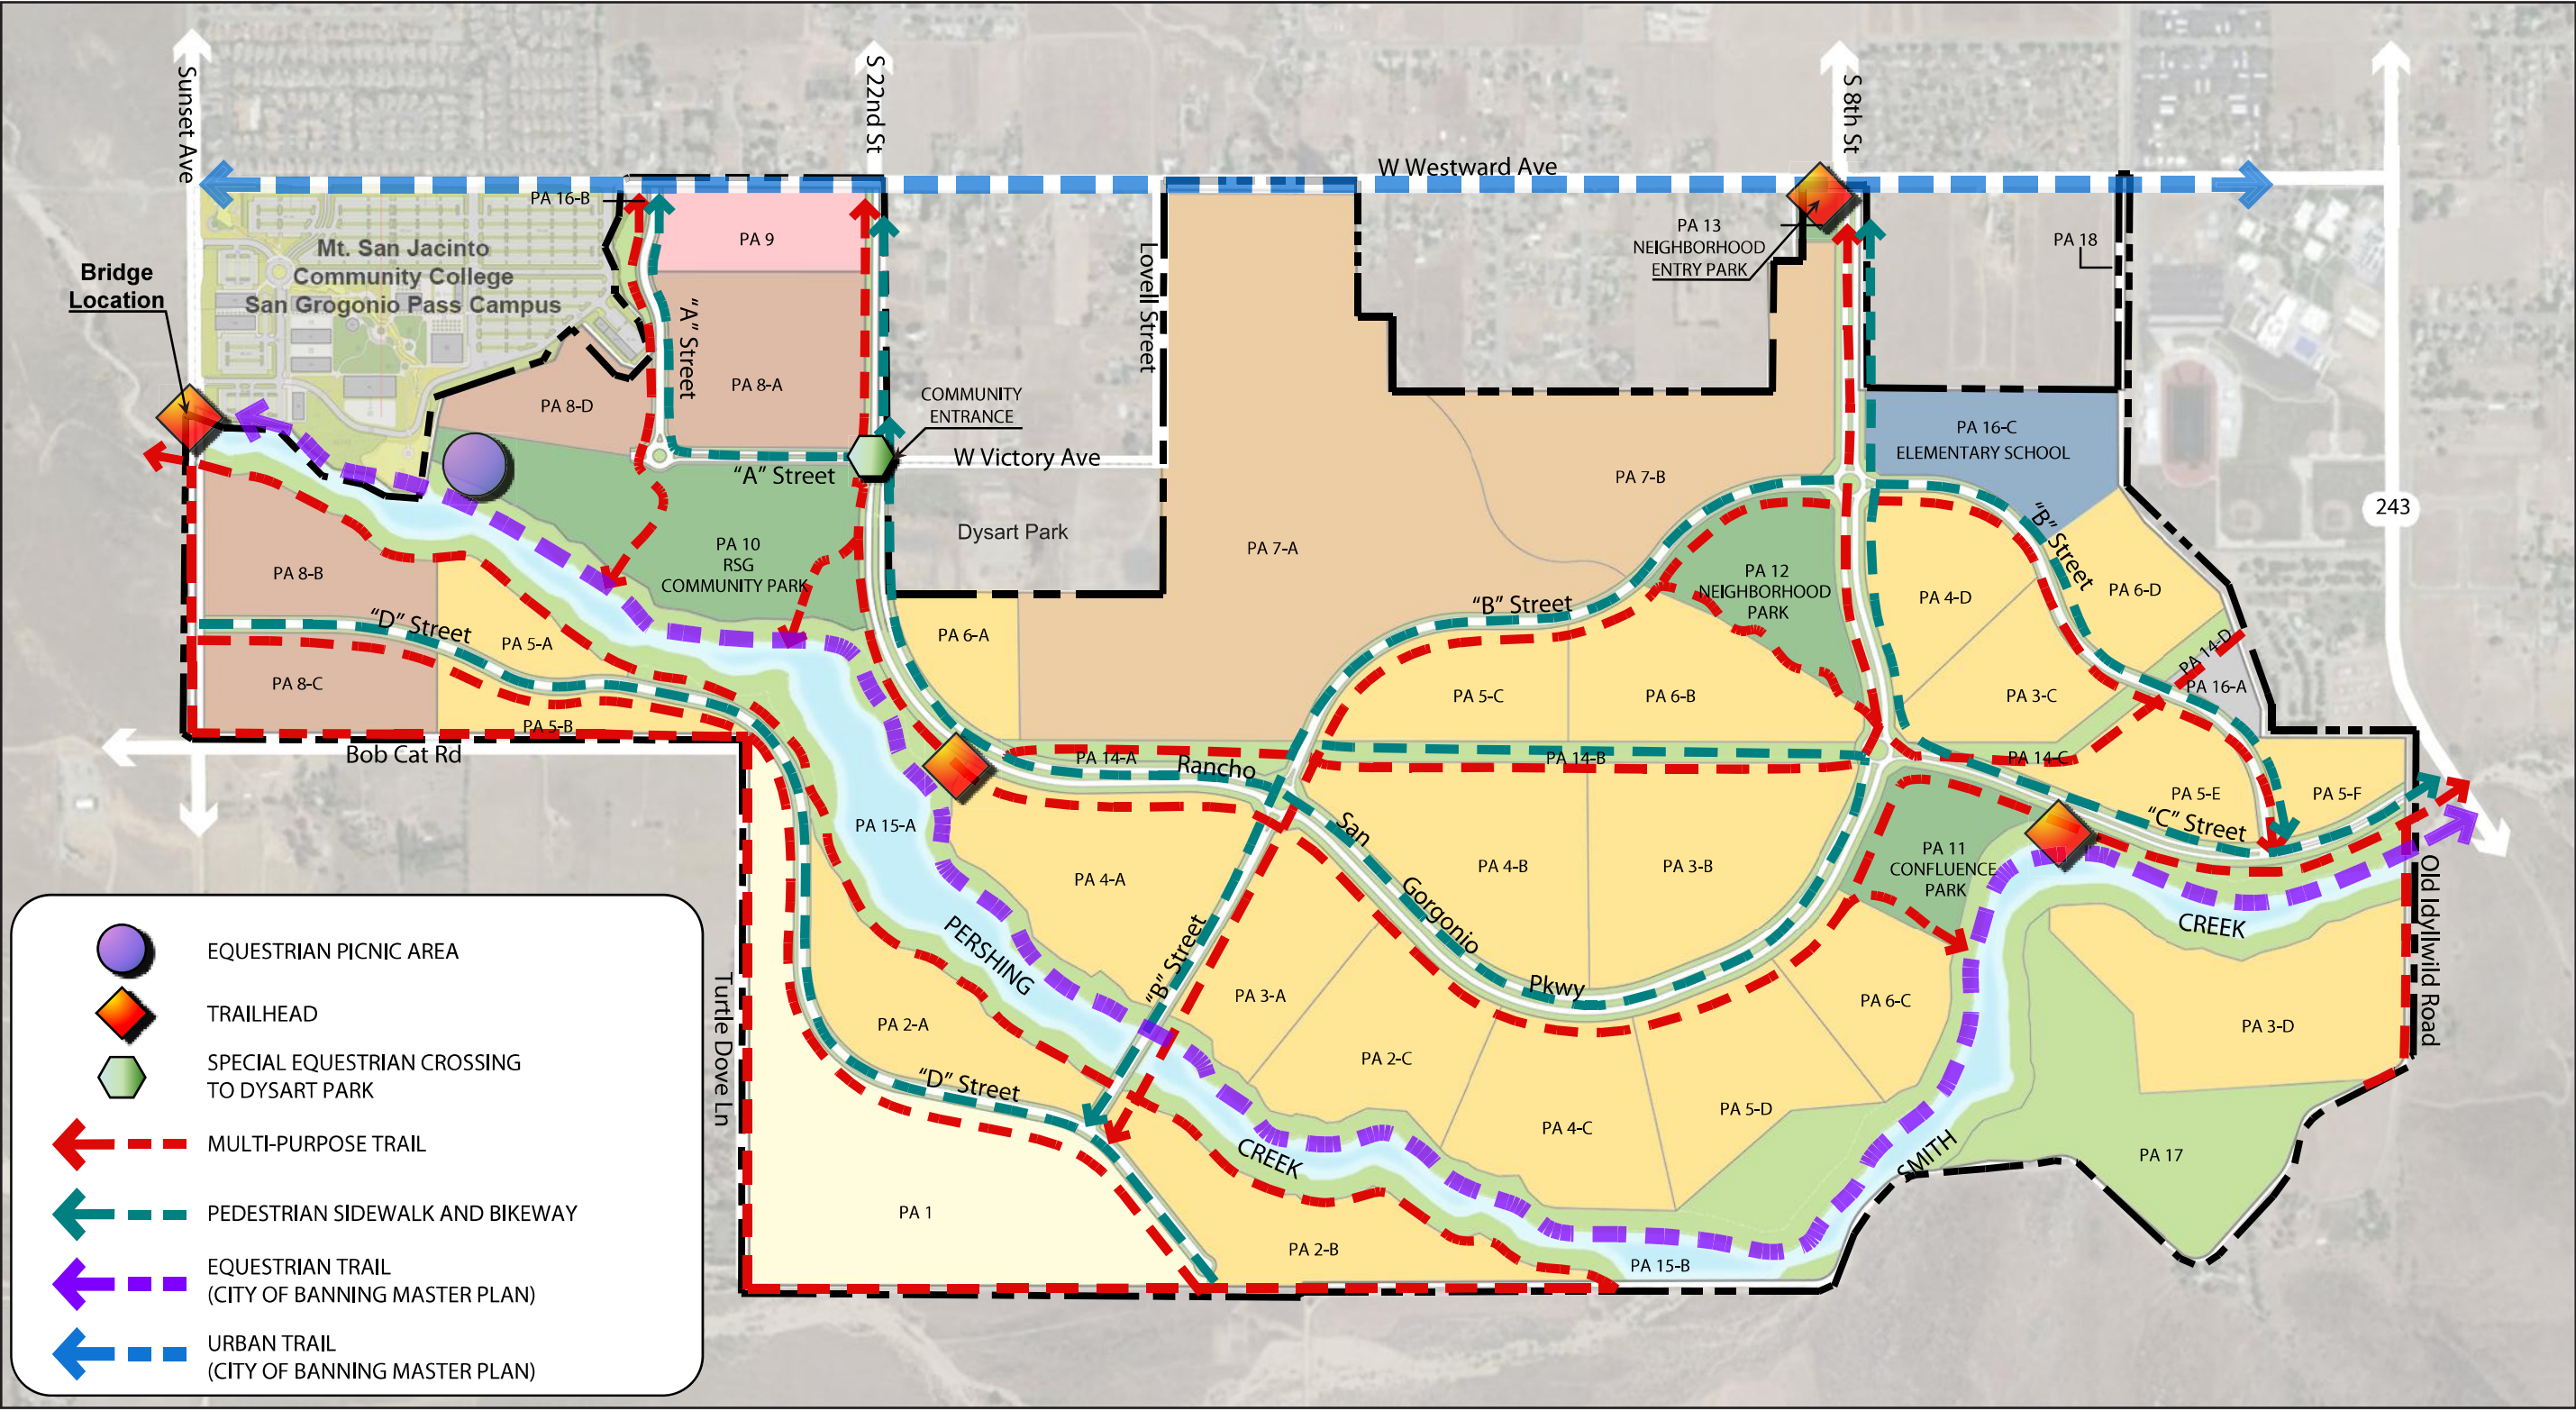 Sunset Ave
S 22nd St
S 8th St
W Westward Ave
PA 16-B
PA 9
Mt. San Jacinto
Community College
San Grogonio Pass Campus
Bridge
Location
"A" Street
Lovell Street
PA 13
NEIGHBORHOOD
ENTRY PARK
PA 18
PA 8-A
PA 8-D
COMMUNITY
ENTRANCE
W Victory Ave
"A" Street
PA 16-C
ELEMENTARY SCHOOL
PA 7-B
243
Dysart Park
PA 7-A
PA 10
RSG
COMMUNITY PARK
"B" Street
PA 8-B
PA 12
NEIGHBORHOOD
PARK
PA 4-D
PA 6-D
"B" Street
"D" Street
PA 5-A
PA 6-A
PA 14-D
PA 8-C
PA 5-C
PA 6-B
PA 3-C
PA 16-A
PA 5-B
Bob Cat Rd
PA 14-A
Rancho
PA 14-B
PA 14-C
PA 5-E
PA 5-F
PA 15-A
San
"C" Street
PA 4-A
PA 4-B
PA 3-B
PA 11
CONFLUENCE
PARK
Gorgonio
Old Idyllwild Road
CREEK
PERSHING
"B" Street
Pkwy
PA 3-A
PA 6-C
PA 2-A
PA 3-D
Turtle Dove Ln
PA 2-C
"D" Street
PA 5-D
PA 4-C
CREEK
SMITH
PA 17
PA 1
PA 2-B
PA 15-B
EQUESTRIAN PICNIC AREA
TRAILHEAD
SPECIAL EQUESTRIAN CROSSING
TO DYSART PARK
MULTI-PURPOSE TRAIL
PEDESTRIAN SIDEWALK AND BIKEWAY
EQUESTRIAN TRAIL
(CITY OF BANNING MASTER PLAN)
URBAN TRAIL
(CITY OF BANNING MASTER PLAN)